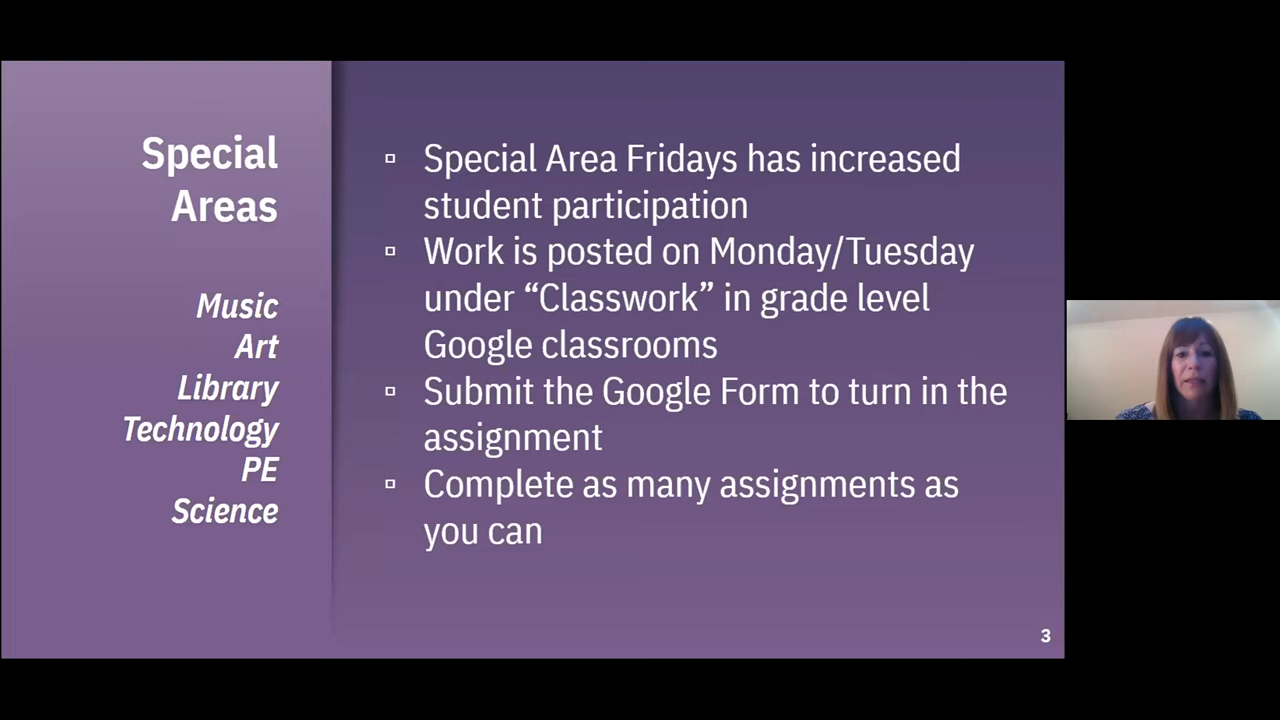 Special
Areas
Music
Art
Library
Technology
PE
Science
Special Area Fridays has increased
student participation
Work is posted on Monday/Tuesday
under “Classwork” in grade level
Google classrooms
Submit the Google Form to turn in the
assignment
Complete as many assignments as
you can
3